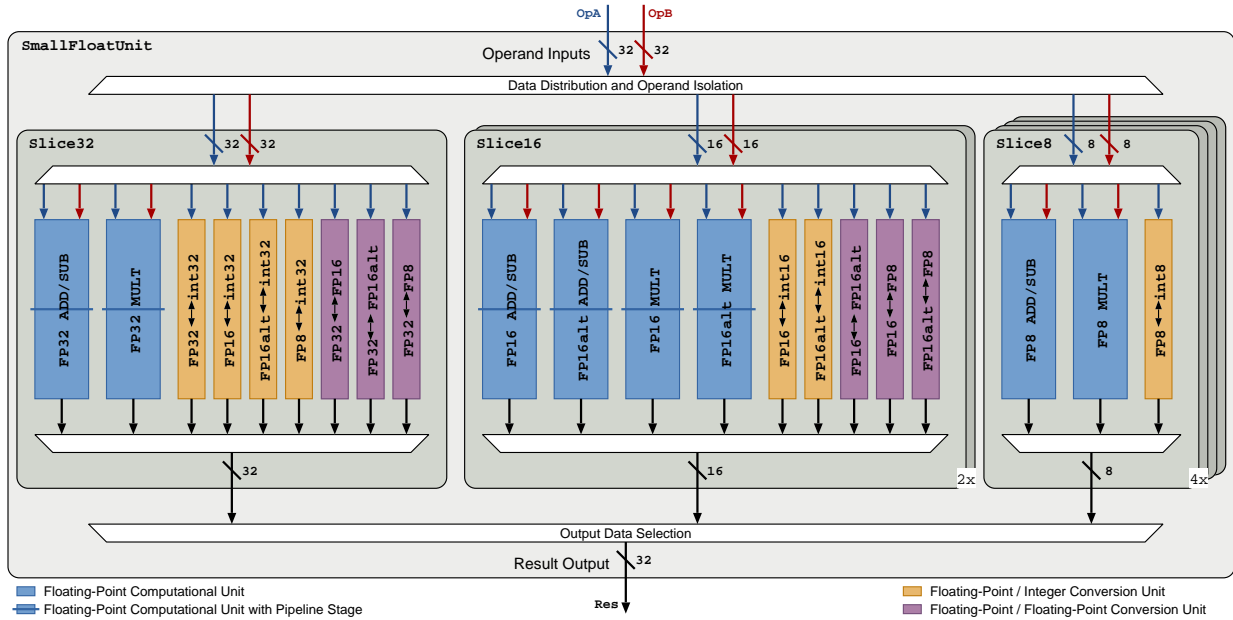 OpA OpB
SmallFloatUnit
Operand Inputs 32 32
Data Distribution and Operand Isolation
Slice32 32 32
Slice16 16 16
Slice8 8 8
FP32 ADD/SUB
FP32 MULT
FP32↔int32
FP16↔int32
FP16alt↔int32
FP8↔int32
FP32↔FP16
FP32↔FP16alt
FP32↔FP8
FP16 ADD/SUB
FP16alt ADD/SUB
FP16 MULT
FP16alt MULT
FP16↔int16
FP16alt↔int16
FP16↔FP16alt
FP16↔FP8
FP16alt↔FP8
FP8 ADD/SUB
FP8 MULT
FP8↔int8
32
16
8
2x
4x
Output Data Selection
Result Output 32
Res
Floating-Point Computational Unit
Floating-Point Computational Unit with Pipeline Stage
Floating-Point / Integer Conversion Unit
Floating-Point / Floating-Point Conversion Unit